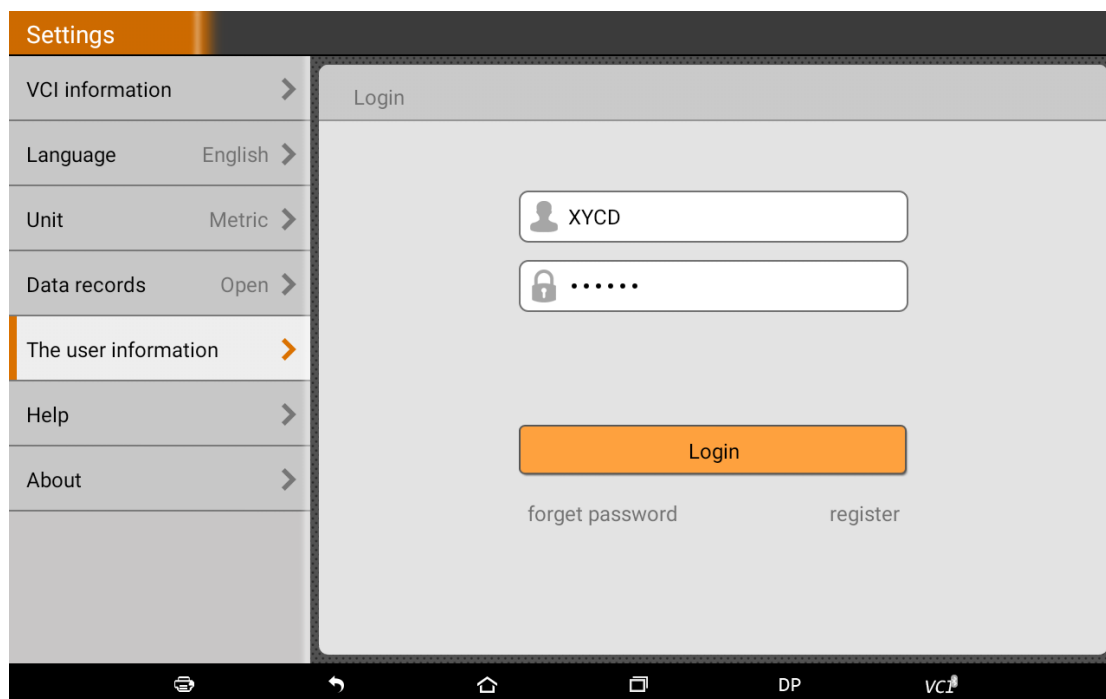 Settings
VCI information
Language English
Unit Metric
Data records Open
The user information
Help
About
Login
XYCD
••••••
Login
forget password register
DP VCI